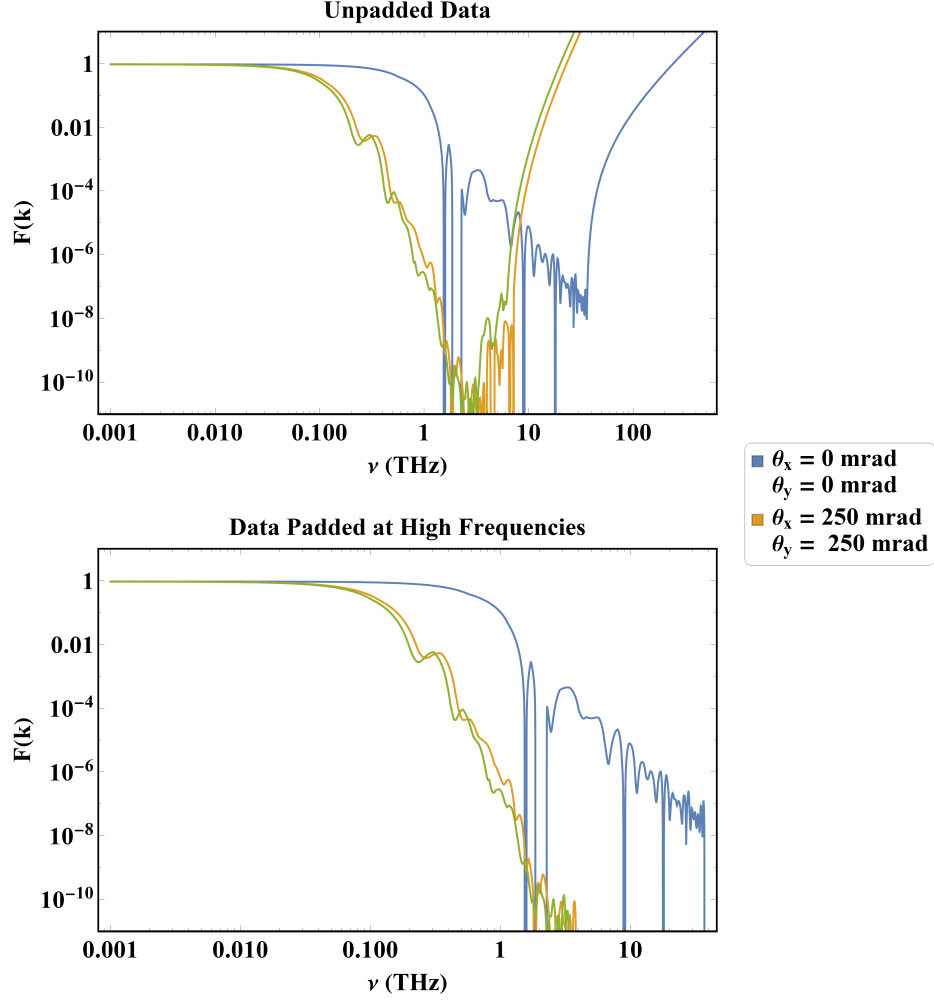 Unpadded Data
F(k)
1
0.01
10⁻⁴
10⁻⁶
10⁻⁸
10⁻¹⁰
0.001 0.010 0.100 1 10 100
ν (THz)
θx = 0 mrad
θy = 0 mrad
θx = 250 mrad
θy = 250 mrad
Data Padded at High Frequencies
F(k)
1
0.01
10⁻⁴
10⁻⁶
10⁻⁸
10⁻¹⁰
0.001 0.010 0.100 1 10
ν (THz)